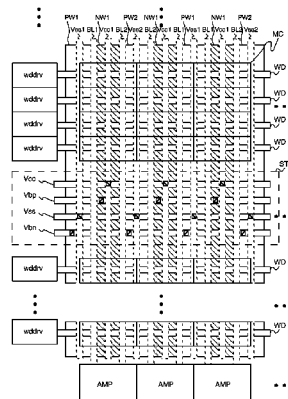 PW1 NW1 PW2 NW1 PW1 NW1 PW2
Vss1 BL1 Vcc1 BL2 Vss2 BL2 Vcc1 BL1 Vss1 BL1 Vcc1 BL2 Vss2
MC
wddrv WD
wddrv WD
wddrv WD
wddrv WD
ST
Vcc
Vbp
Vss
Vbn
wddrv WD
wddrv WD
AMP AMP AMP